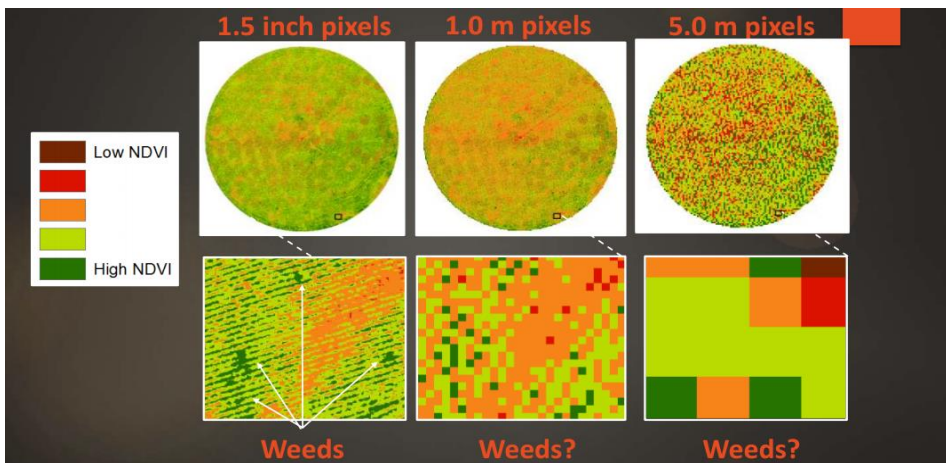 1.5 inch pixels
1.0 m pixels
5.0 m pixels
Low NDVI
High NDVI
Weeds
Weeds?
Weeds?